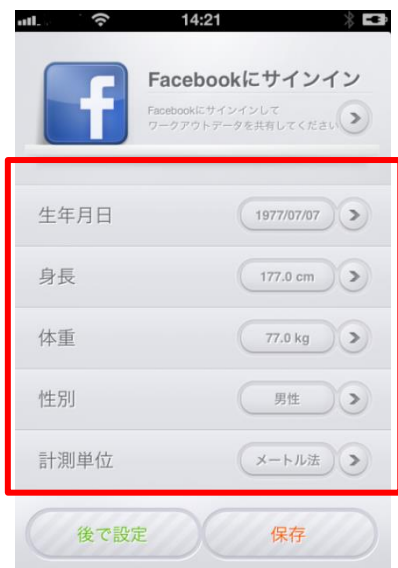 14:21
Facebookにサインイン
Facebookにサインインして
ワークアウトデータを共有してください
生年月日 1977/07/07
身長 177.0 cm
体重 77.0 kg
性別 男性
計測単位 メートル法
後で設定 保存